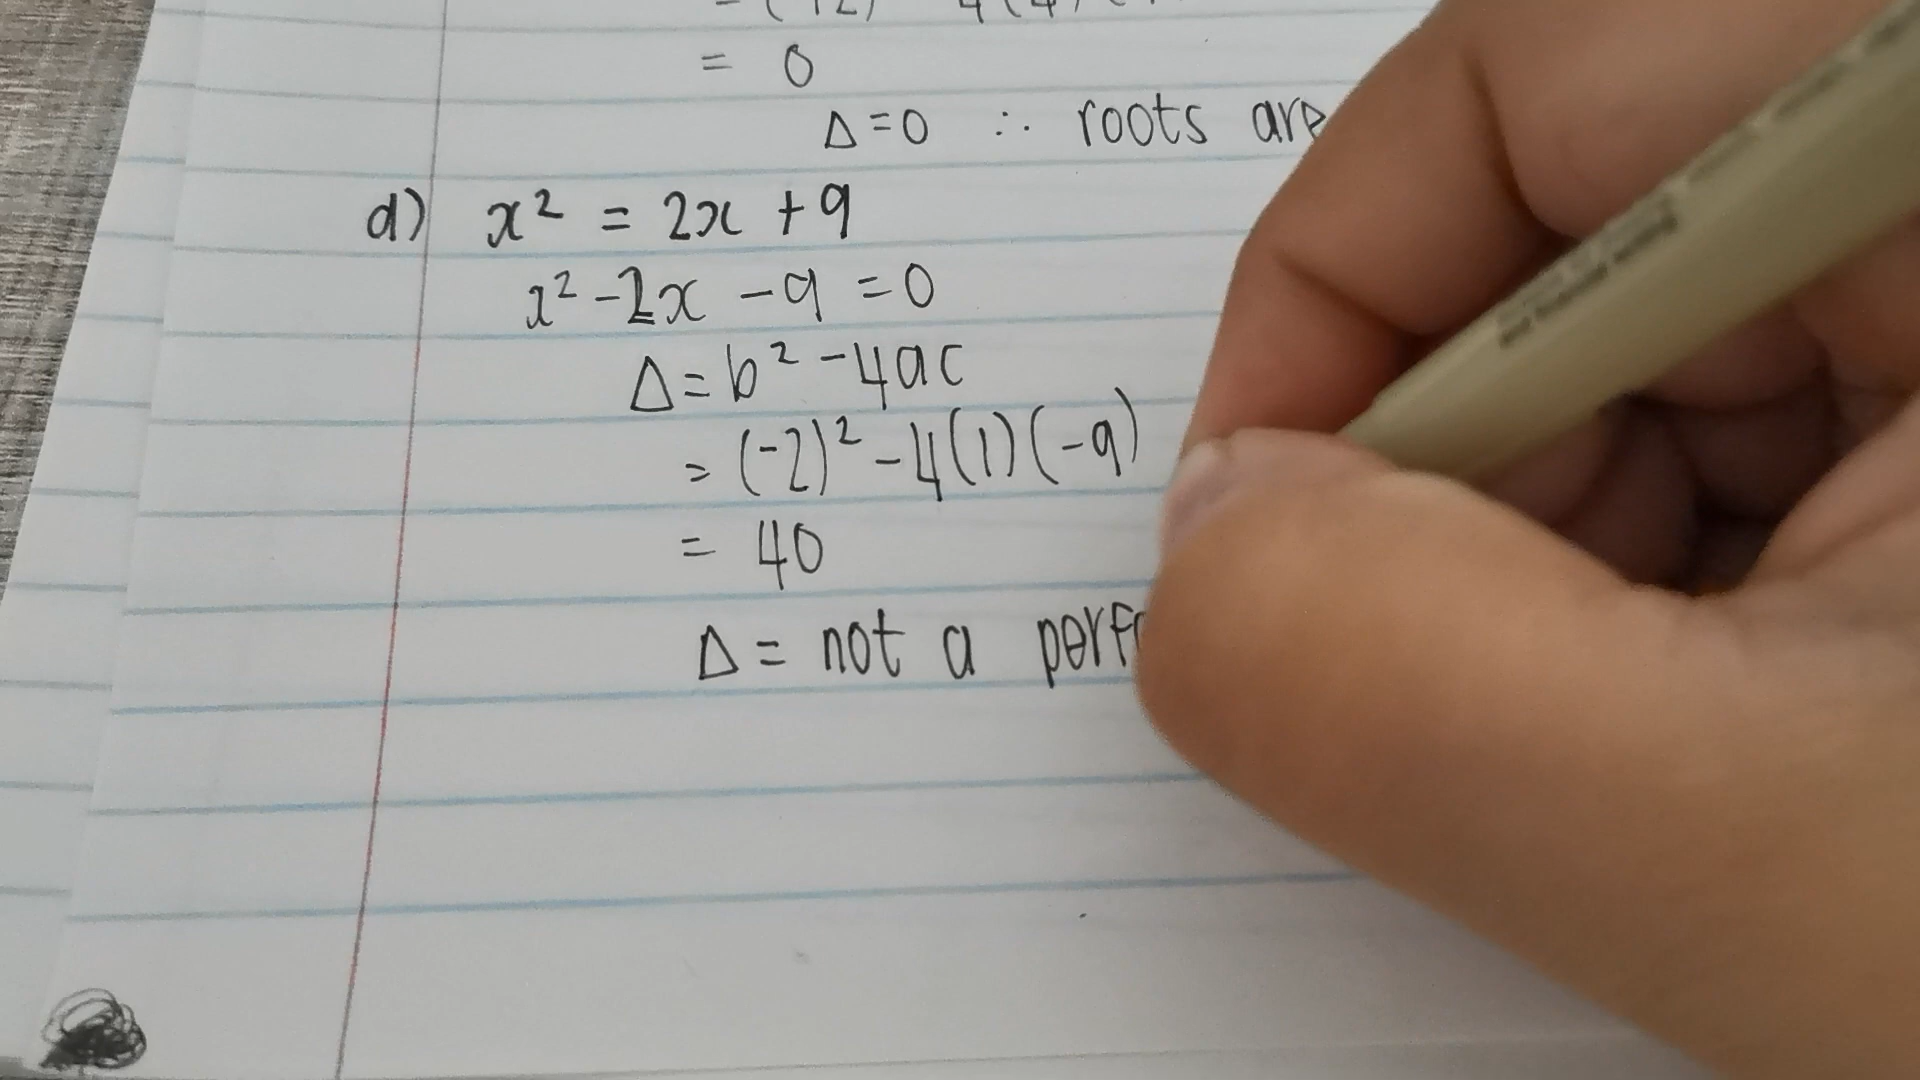 = 0
Δ=0 ∴ roots are
d) x² = 2x + 9
x² - 2x - 9 = 0
Δ = b² - 4ac
= (-2)² - 4(1)(-9)
= 40
Δ = not a